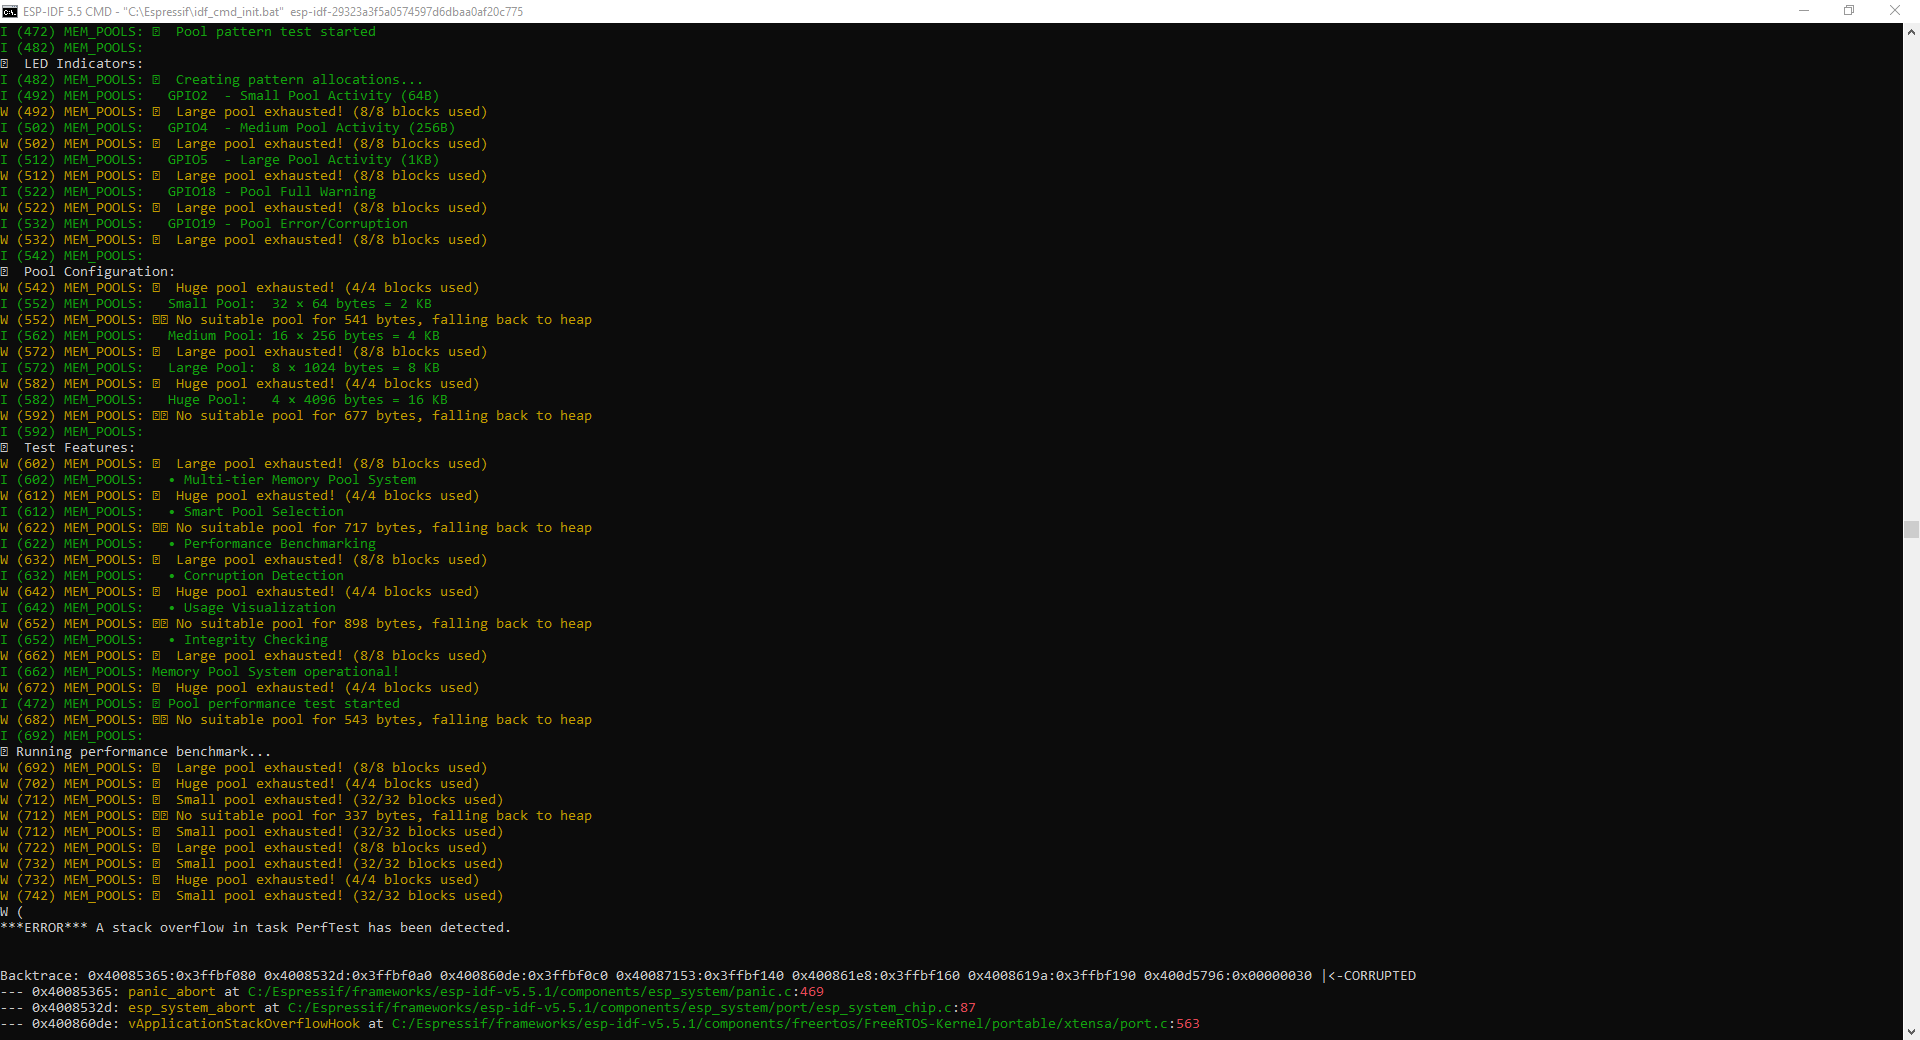 ESP-IDF 5.5 CMD - "C:\Espressif\idf_cmd_init.bat" esp-idf-29323a3f5a0574597d6dbaa0af20c775
I (472) MEM_POOLS: Pool pattern test started
I (482) MEM_POOLS:
LED Indicators:
I (482) MEM_POOLS: Creating pattern allocations...
I (492) MEM_POOLS: GPIO2 - Small Pool Activity (64B)
W (492) MEM_POOLS: Large pool exhausted! (8/8 blocks used)
I (502) MEM_POOLS: GPIO4 - Medium Pool Activity (256B)
W (502) MEM_POOLS: Large pool exhausted! (8/8 blocks used)
I (512) MEM_POOLS: GPIO5 - Large Pool Activity (1KB)
W (512) MEM_POOLS: Large pool exhausted! (8/8 blocks used)
I (522) MEM_POOLS: GPIO18 - Pool Full Warning
W (522) MEM_POOLS: Large pool exhausted! (8/8 blocks used)
I (532) MEM_POOLS: GPIO19 - Pool Error/Corruption
W (532) MEM_POOLS: Large pool exhausted! (8/8 blocks used)
I (542) MEM_POOLS:
Pool Configuration:
W (542) MEM_POOLS: Huge pool exhausted! (4/4 blocks used)
I (552) MEM_POOLS: Small Pool: 32 × 64 bytes = 2 KB
W (552) MEM_POOLS: No suitable pool for 541 bytes, falling back to heap
I (562) MEM_POOLS: Medium Pool: 16 × 256 bytes = 4 KB
W (572) MEM_POOLS: Large pool exhausted! (8/8 blocks used)
I (572) MEM_POOLS: Large Pool: 8 × 1024 bytes = 8 KB
W (582) MEM_POOLS: Huge pool exhausted! (4/4 blocks used)
I (582) MEM_POOLS: Huge Pool: 4 × 4096 bytes = 16 KB
W (592) MEM_POOLS: No suitable pool for 677 bytes, falling back to heap
I (592) MEM_POOLS:
Test Features:
W (602) MEM_POOLS: Large pool exhausted! (8/8 blocks used)
I (602) MEM_POOLS: • Multi-tier Memory Pool System
W (612) MEM_POOLS: Huge pool exhausted! (4/4 blocks used)
I (612) MEM_POOLS: • Smart Pool Selection
W (622) MEM_POOLS: No suitable pool for 717 bytes, falling back to heap
I (622) MEM_POOLS: • Performance Benchmarking
W (632) MEM_POOLS: Large pool exhausted! (8/8 blocks used)
I (632) MEM_POOLS: • Corruption Detection
W (642) MEM_POOLS: Huge pool exhausted! (4/4 blocks used)
I (642) MEM_POOLS: • Usage Visualization
W (652) MEM_POOLS: No suitable pool for 898 bytes, falling back to heap
I (652) MEM_POOLS: • Integrity Checking
W (662) MEM_POOLS: Large pool exhausted! (8/8 blocks used)
I (662) MEM_POOLS: Memory Pool System operational!
W (672) MEM_POOLS: Huge pool exhausted! (4/4 blocks used)
I (472) MEM_POOLS: Pool performance test started
W (682) MEM_POOLS: No suitable pool for 543 bytes, falling back to heap
I (692) MEM_POOLS:
Running performance benchmark...
W (692) MEM_POOLS: Large pool exhausted! (8/8 blocks used)
W (702) MEM_POOLS: Huge pool exhausted! (4/4 blocks used)
W (712) MEM_POOLS: Small pool exhausted! (32/32 blocks used)
W (712) MEM_POOLS: No suitable pool for 337 bytes, falling back to heap
W (712) MEM_POOLS: Small pool exhausted! (32/32 blocks used)
W (722) MEM_POOLS: Large pool exhausted! (8/8 blocks used)
W (732) MEM_POOLS: Small pool exhausted! (32/32 blocks used)
W (732) MEM_POOLS: Huge pool exhausted! (4/4 blocks used)
W (742) MEM_POOLS: Small pool exhausted! (32/32 blocks used)
W (
***ERROR*** A stack overflow in task PerfTest has been detected.
Backtrace: 0x40085365:0x3ffbf080 0x4008532d:0x3ffbf0a0 0x400860de:0x3ffbf0c0 0x40087153:0x3ffbf140 0x400861e8:0x3ffbf160 0x4008619a:0x3ffbf190 0x400d5796:0x00000030 |<-CORRUPTED
--- 0x40085365: panic_abort at C:/Espressif/frameworks/esp-idf-v5.5.1/components/esp_system/panic.c:469
--- 0x4008532d: esp_system_abort at C:/Espressif/frameworks/esp-idf-v5.5.1/components/esp_system/port/esp_system_chip.c:87
--- 0x400860de: vApplicationStackOverflowHook at C:/Espressif/frameworks/esp-idf-v5.5.1/components/freertos/FreeRTOS-Kernel/portable/xtensa/port.c:563